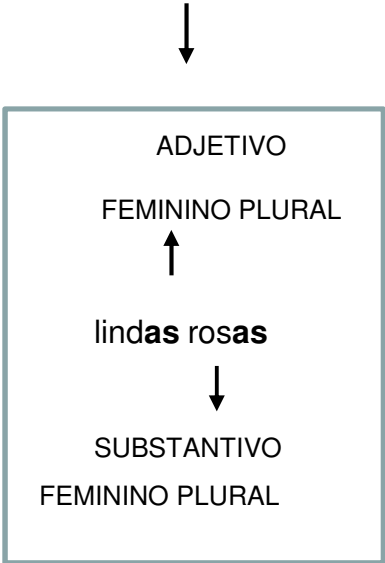 ADJETIVO
FEMININO PLURAL
lindas rosas
SUBSTANTIVO
FEMININO PLURAL